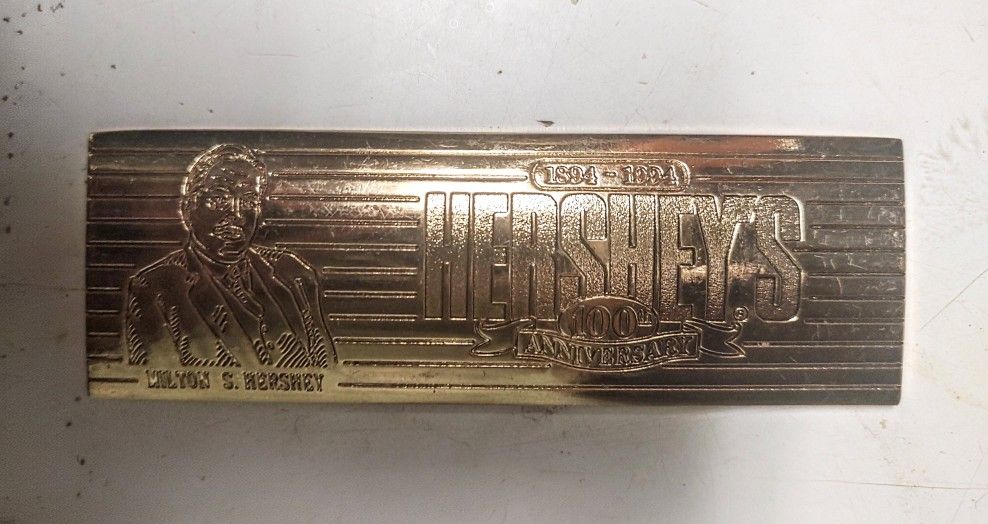 1894 - 1994
HERSHEY'S
®
100th
ANNIVERSARY
MILTON S. HERSHEY